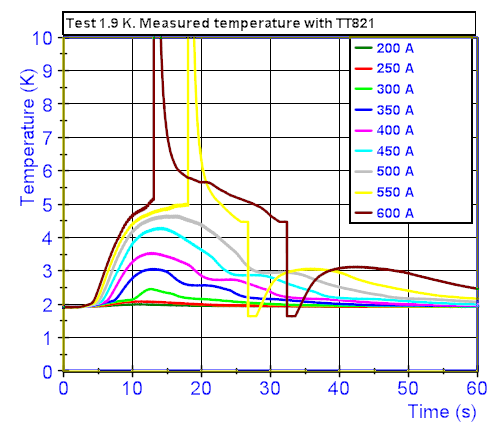 Test 1.9 K. Measured temperature with TT821
Temperature (K)
10
9
8
7
6
5
4
3
2
1
0
200 A
250 A
300 A
350 A
400 A
450 A
500 A
550 A
600 A
0 10 20 30 40 50 60
Time (s)